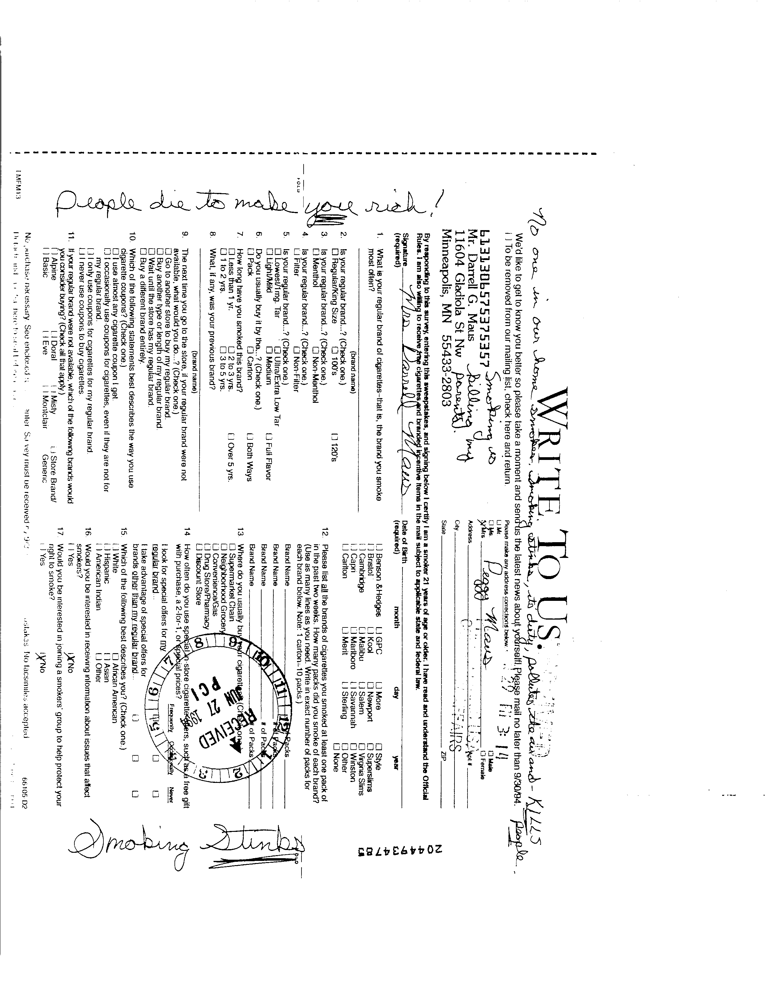 WRITE TO US.
No one in our home smokes. Smoking stinks, its dirty, pollutes the air and - KILLS people.
We'd like to get to know you better so please take a moment and send us the latest news about yourself! Please mail no later than 9/30/94.
To be removed from our mailing list, check here and return
Please make any address corrections below
Mr.
Ms.
Mrs.
Male
Female
Peggy Maus
Address
Apt #
City
State
ZIP
Smoking is killing my parents.
L13130657537535 7
Mr. Darrell G. Maus
11604 Gladiola St Nw
Minneapolis, MN 55433-2803
By responding to this survey, entering this sweepstakes, and signing below I certify I am a smoker 21 years of age or older. I have read and understand the Official
Rules. I am also willing to receive free cigarettes and branded incentive items in the mail subject to applicable state and federal law.
Signature (required) Mrs Darrell Maus
Date of Birth (required) month day year
1. What is your regular brand of cigarettes-that is, the brand you smoke
most often?
(brand name)
2. Is your regular brand...? (Check one.)
Regular/King Size 100's 120's
3. Is your regular brand...? (Check one.)
Menthol Non-Menthol
4. Is your regular brand...? (Check one.)
Filter Non-Filter
5. Is your regular brand...? (Check one.)
Lowest/1mg. Tar Ultra/Extra Low Tar
Light/Mild Medium Full Flavor
6. Do you usually buy it by the...? (Check one.)
Pack Carton Both Ways
7. How long have you smoked this brand?
Less than 1 yr. 2 to 3 yrs. Over 5 yrs.
1 to 2 yrs. 3 to 5 yrs.
8. What, if any, was your previous brand?
(brand name)
9. The next time you go to the store, if your regular brand were not
available, what would you do...? (Check one.)
Go to another store to buy my regular brand
Buy another type or length of my regular brand
Wait until the store has my regular brand
Buy a different brand entirely
10. Which of the following statements best describes the way you use
cigarette coupons? (Check one.)
I use almost any cigarette coupon I get
I occasionally use coupons for cigarettes, even if they are not for
my regular brand
I only use coupons for cigarettes for my regular brand
I never use coupons to buy cigarettes
11. If your regular brand were not available, which of the following brands would
you consider buying? (Check all that apply.)
Alpine Doral Misty Store Brand/
Basic Eve Montclair Generic
12. Please list all the brands of cigarettes you smoked at least one pack of
in the past two weeks. How many packs did you smoke of each brand?
(Use as many lines as you need. Write in exact number of packs for
each brand below. Note: 1 carton=10 packs.)
Benson & Hedges GPC More Style
Bristol Kool Newport Superslims
Cambridge Malibu Salem Virginia Slims
Capri Marlboro Savannah Winston
Carlton Merit Sterling Other
None
Brand Name # of Packs
Brand Name # of Packs
Brand Name # of Packs
Brand Name # of Packs
13. Where do you usually buy your cigarettes? (Check one.)
Supermarket Chain
Neighborhood Grocery
Convenience/Gas
Drug Store/Pharmacy
Discount Store
RECEIVED
JUN 27 1994
PCI
14. How often do you use special in-store cigarette offers, such as a free gift
with purchase, a 2-for-1, or special prices?
Frequently Occasionally Never
I look for special offers for my
regular brand
I take advantage of special offers for
brands other than my regular brand
15. Which of the following best describes you? (Check one.)
White African American
Hispanic Asian
American Indian Other
16. Would you be interested in receiving information about issues that affect
smokers?
Yes X No
17. Would you be interested in joining a smokers' group to help protect your
right to smoke?
Yes X No
No purchase necessary. See enclosed
Survey must be received
No facsimiles accepted.
66105 D2
LMFM13
FOLD
People die to make you rich!
Smoking Stinks
2044934785